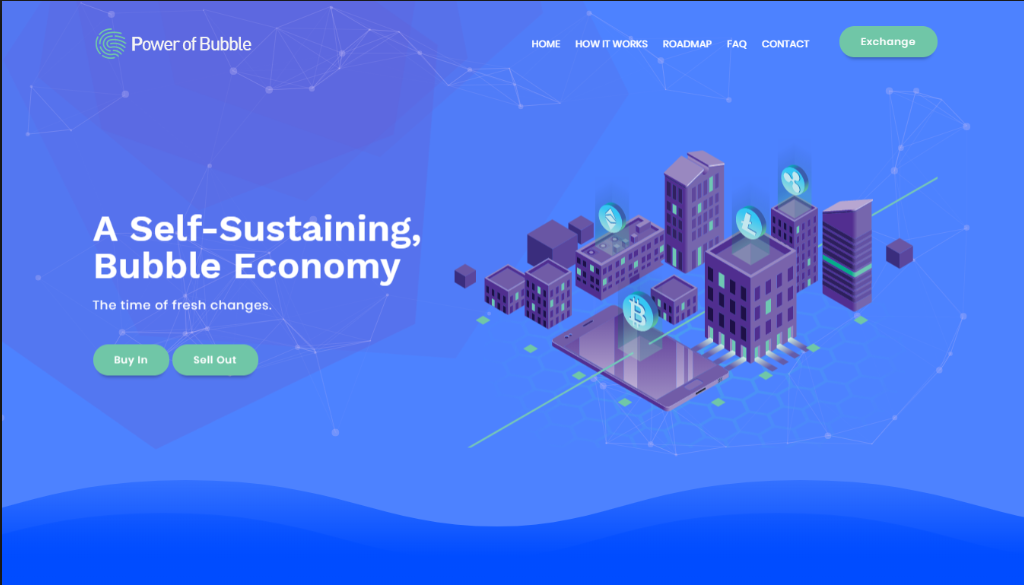 Power of Bubble
HOME HOW IT WORKS ROADMAP FAQ CONTACT Exchange
A Self-Sustaining,
Bubble Economy
The time of fresh changes.
Buy In Sell Out